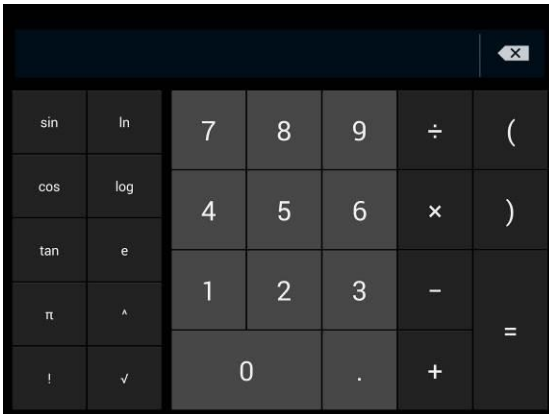 sin ln 7 8 9 ÷ (
cos log 4 5 6 × )
tan e
1 2 3 −
π ^ =
! √ 0 . +